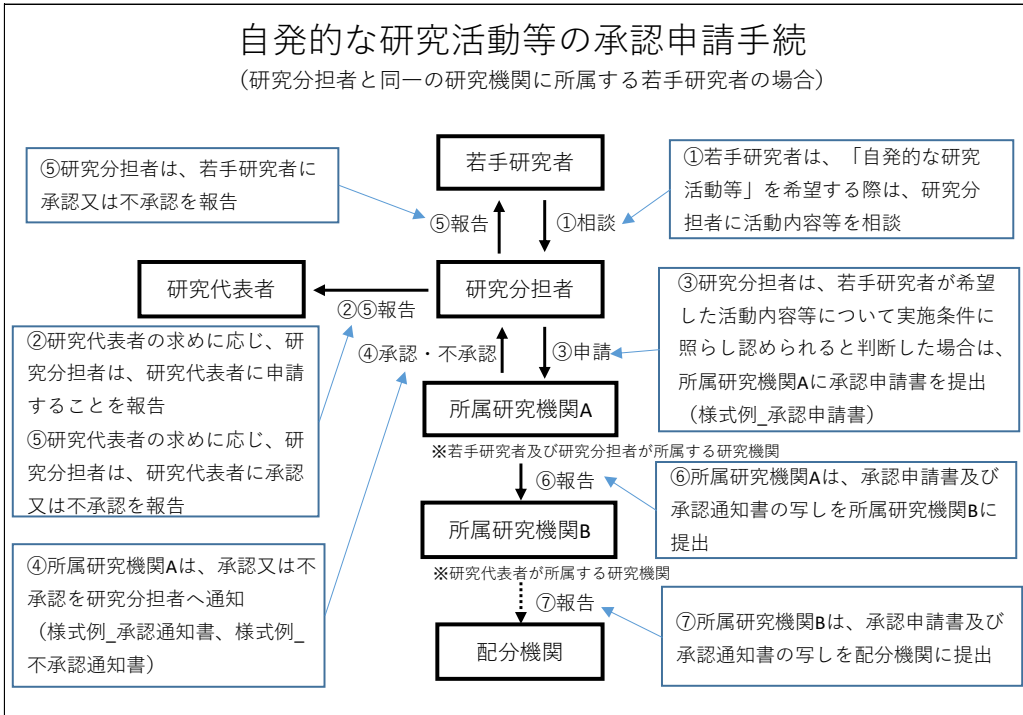 自発的な研究活動等の承認申請手続
（研究分担者と同一の研究機関に所属する若手研究者の場合）
⑤研究分担者は、若手研究者に
承認又は不承認を報告
若手研究者
①若手研究者は、「自発的な研究
活動等」を希望する際は、研究分
担者に活動内容等を相談
⑤報告
①相談
研究代表者
研究分担者
②⑤報告
③研究分担者は、若手研究者が希望
した活動内容等について実施条件に
照らし認められると判断した場合は、
所属研究機関Aに承認申請書を提出
（様式例_承認申請書）
②研究代表者の求めに応じ、研
究分担者は、研究代表者に申請
することを報告
⑤研究代表者の求めに応じ、研
究分担者は、研究代表者に承認
又は不承認を報告
④承認・不承認
③申請
所属研究機関A
※若手研究者及び研究分担者が所属する研究機関
⑥報告
⑥所属研究機関Aは、承認申請書及び
承認通知書の写しを所属研究機関Bに
提出
所属研究機関B
※研究代表者が所属する研究機関
④所属研究機関Aは、承認又は不
承認を研究分担者へ通知
（様式例_承認通知書、様式例_
不承認通知書）
⑦報告
⑦所属研究機関Bは、承認申請書及び
承認通知書の写しを配分機関に提出
配分機関